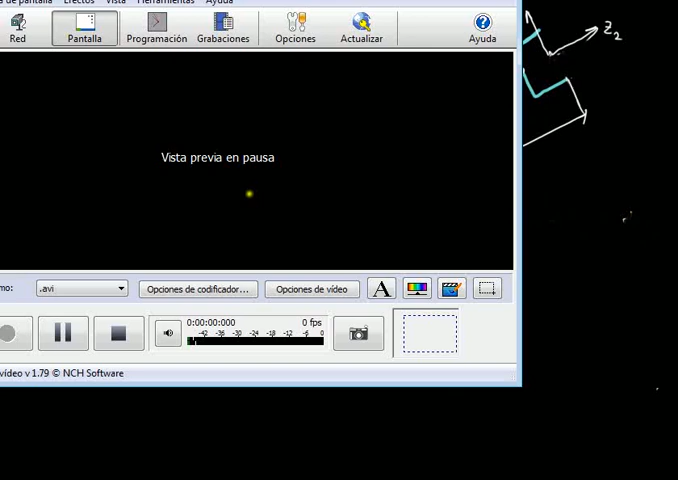 de pantalla Efectos Vista Herramientas Ayuda
Red Pantalla Programación Grabaciones Opciones Actualizar Ayuda
Z2
Vista previa en pausa
mo: .avi Opciones de codificador... Opciones de vídeo A
0:00:00:000 0 fps
-42 -36 -30 -24 -18 -12 -6 0
vídeo v 1.79 © NCH Software